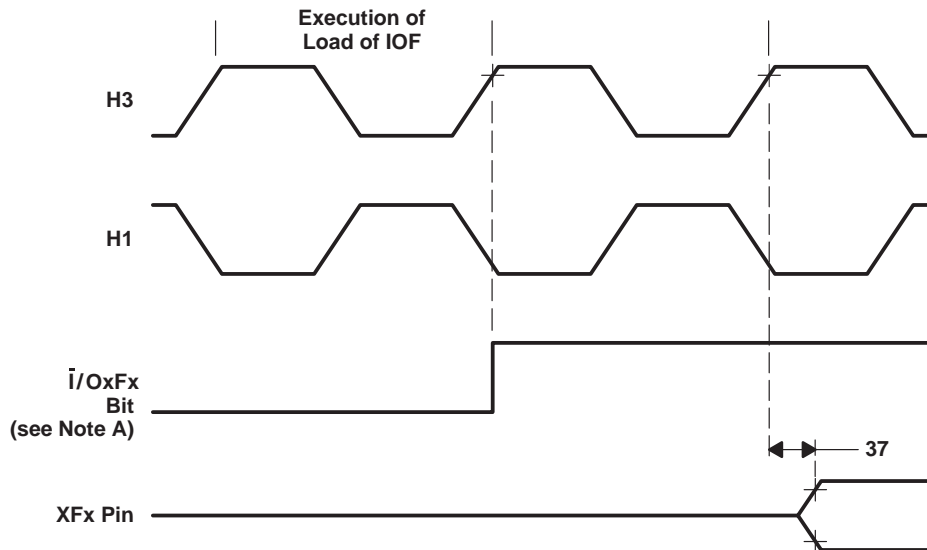 Execution of
Load of IOF
H3
H1
Ī/OxFx
Bit
(see Note A)
37
XFx Pin